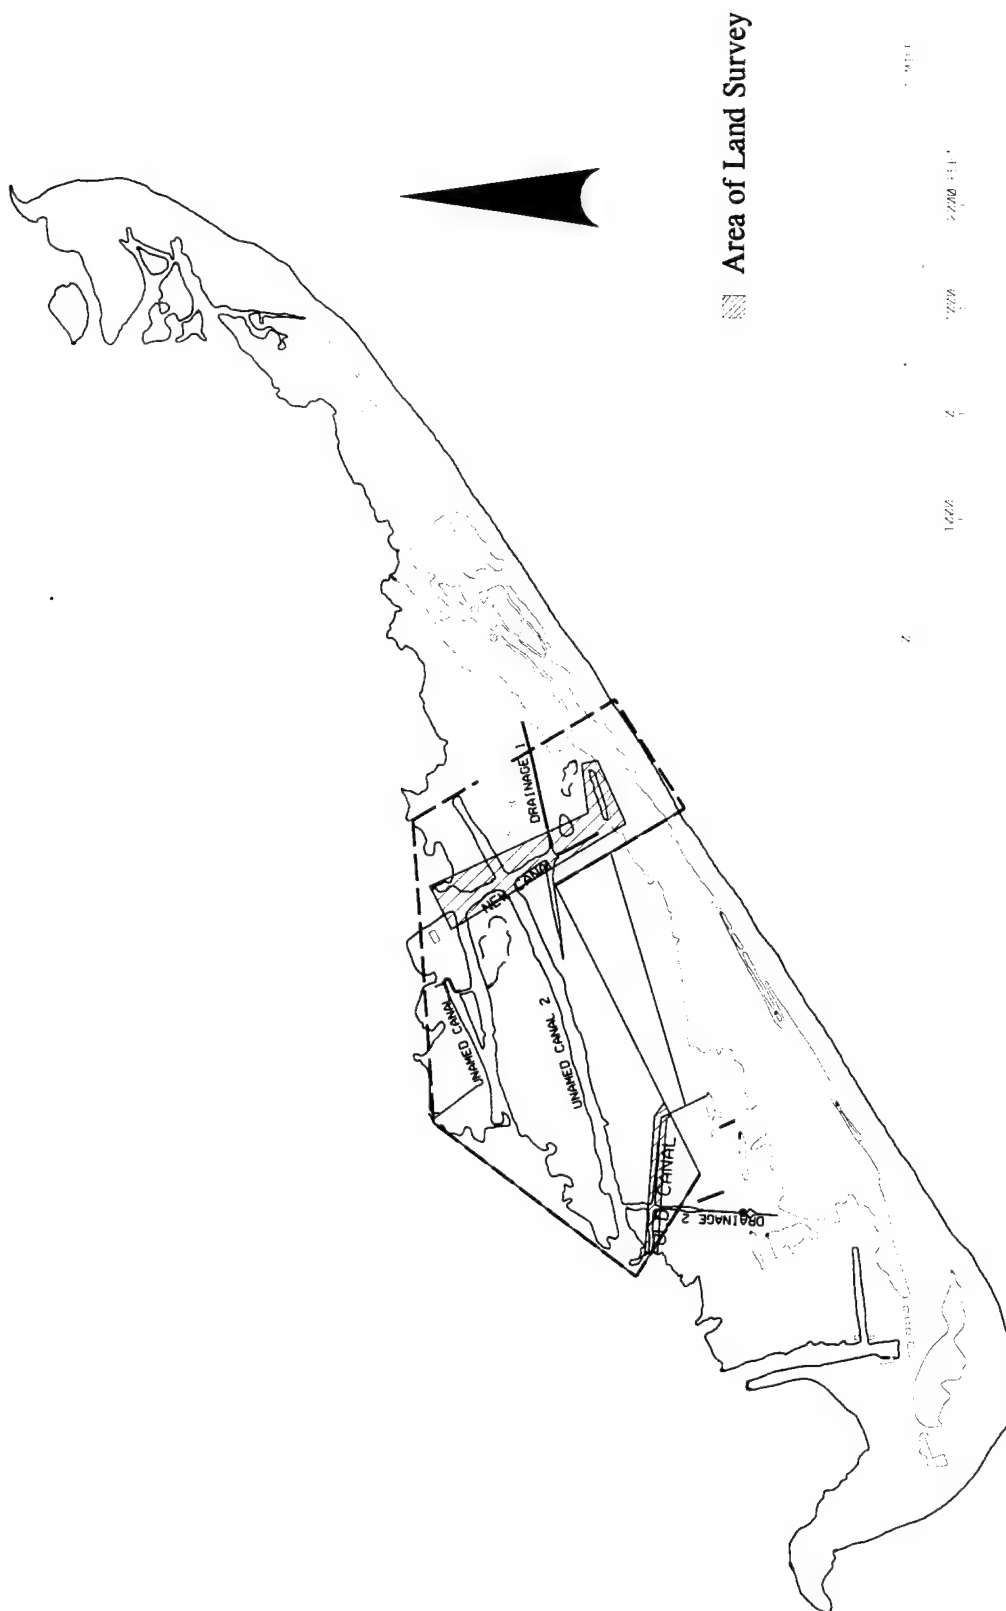 Area of Land Survey
DRAINAGE 1
NEW CANAL
UNAMED CANAL
UNAMED CANAL 2
OLD CANAL
DRAINAGE 2